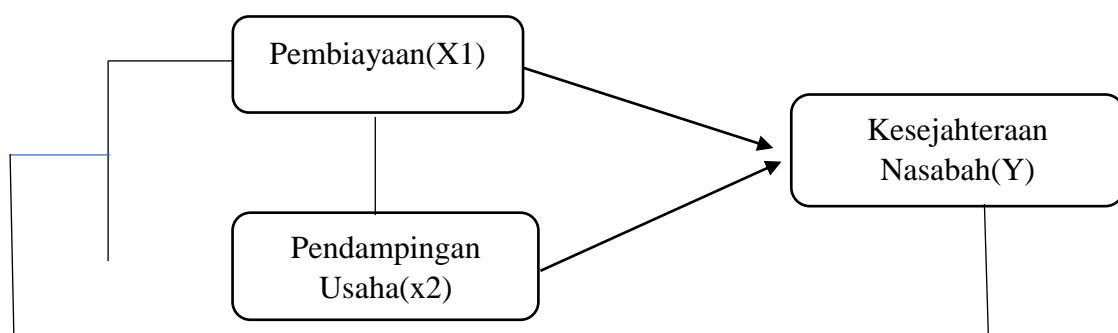 Pembiayaan(X1)
Kesejahteraan
Nasabah(Y)
Pendampingan
Usaha(x2)